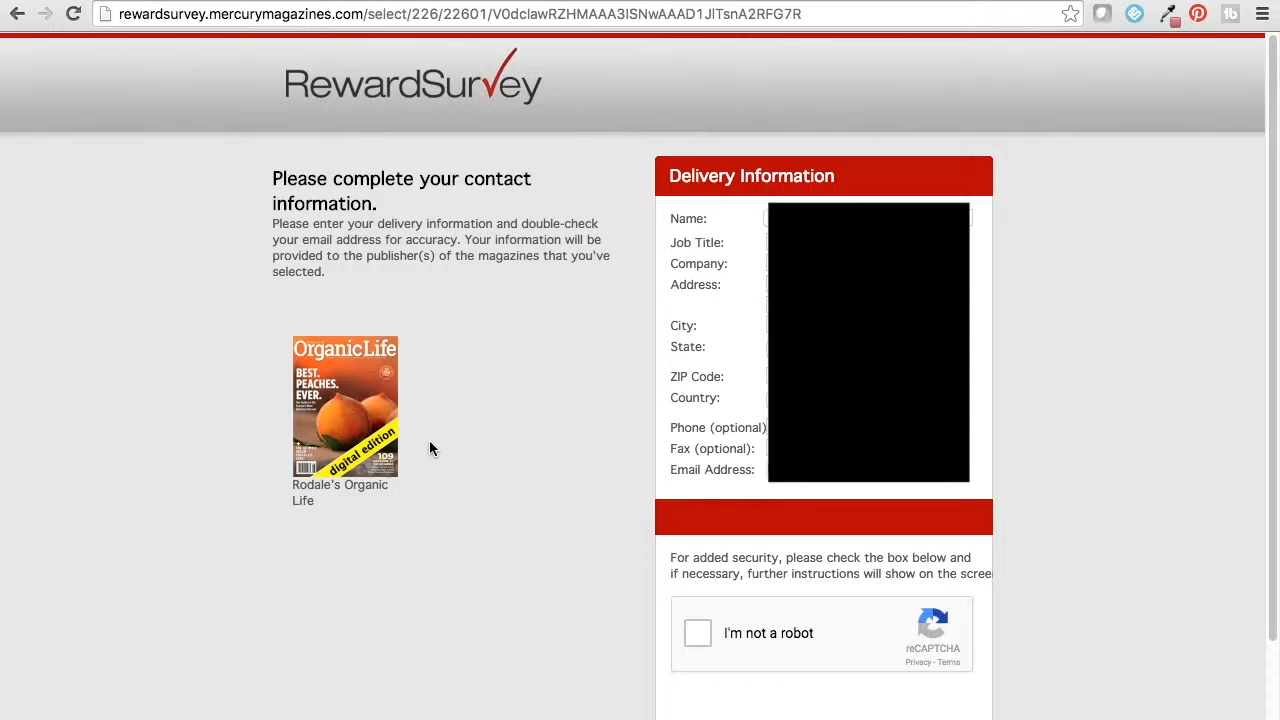 rewardsurvey.mercurymagazines.com/select/226/22601/V0dclawRZHMAAA3ISNwAAAD1JlTsnA2RFG7R
RewardSurvey
Please complete your contact
information.
Please enter your delivery information and double-check
your email address for accuracy. Your information will be
provided to the publisher(s) of the magazines that you've
selected.
OrganicLife
BEST.
PEACHES.
EVER.
109
digital edition
Rodale's Organic
Life
Delivery Information
Name:
Job Title:
Company:
Address:
City:
State:
ZIP Code:
Country:
Phone (optional)
Fax (optional):
Email Address:
For added security, please check the box below and
if necessary, further instructions will show on the scree
I'm not a robot
reCAPTCHA
Privacy - Terms